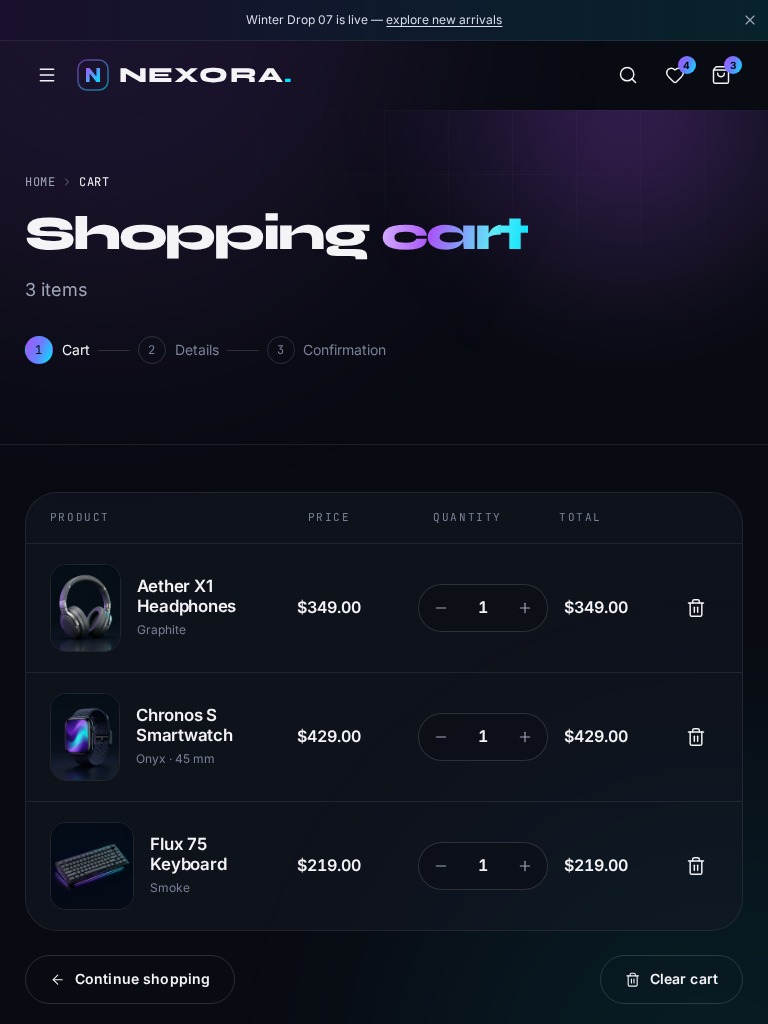 Winter Drop 07 is live — explore new arrivals
N NEXORA.
4
3
HOME > CART
Shopping cart
3 items
1 Cart 2 Details 3 Confirmation
PRODUCT PRICE QUANTITY TOTAL
Aether X1
Headphones
Graphite
$349.00 − 1 + $349.00
Chronos S
Smartwatch
Onyx · 45 mm
$429.00 − 1 + $429.00
Flux 75
Keyboard
Smoke
$219.00 − 1 + $219.00
Continue shopping
Clear cart